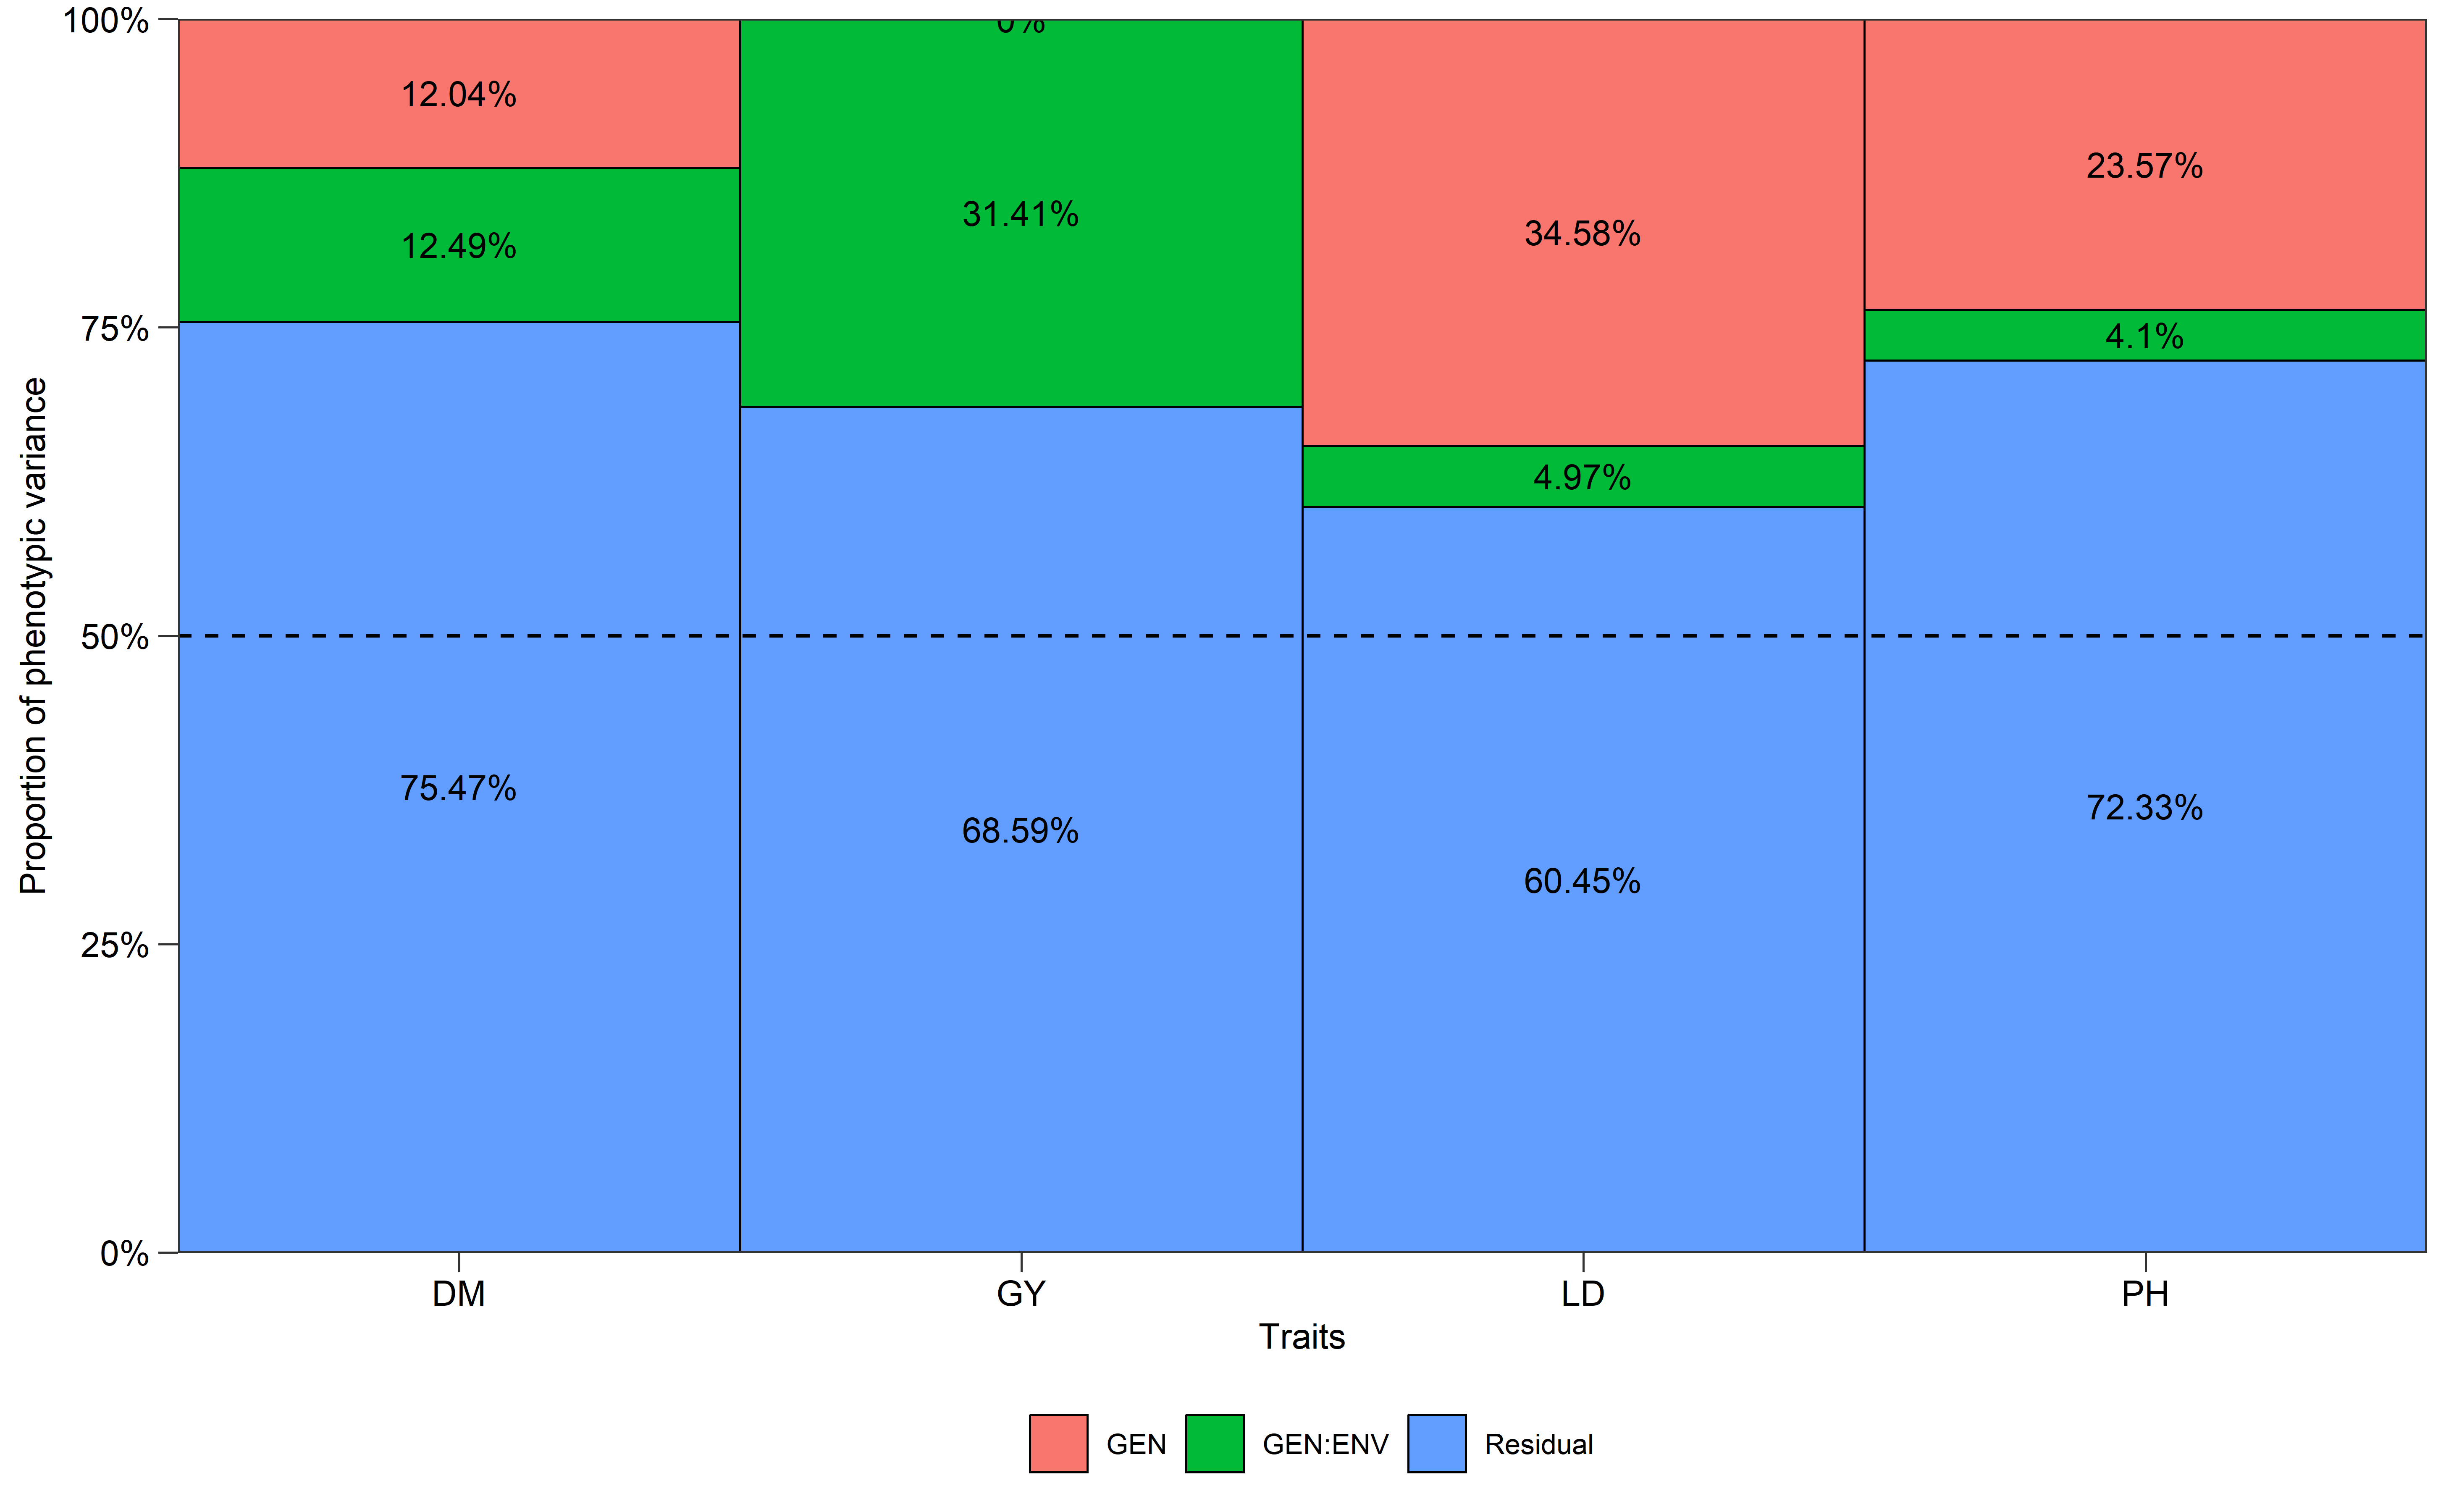 Proportion of phenotypic variance
100%
75%
50%
25%
0%
12.04%
12.49%
75.47%
0%
31.41%
68.59%
34.58%
4.97%
60.45%
23.57%
4.1%
72.33%
DM
GY
LD
PH
Traits
GEN
GEN:ENV
Residual